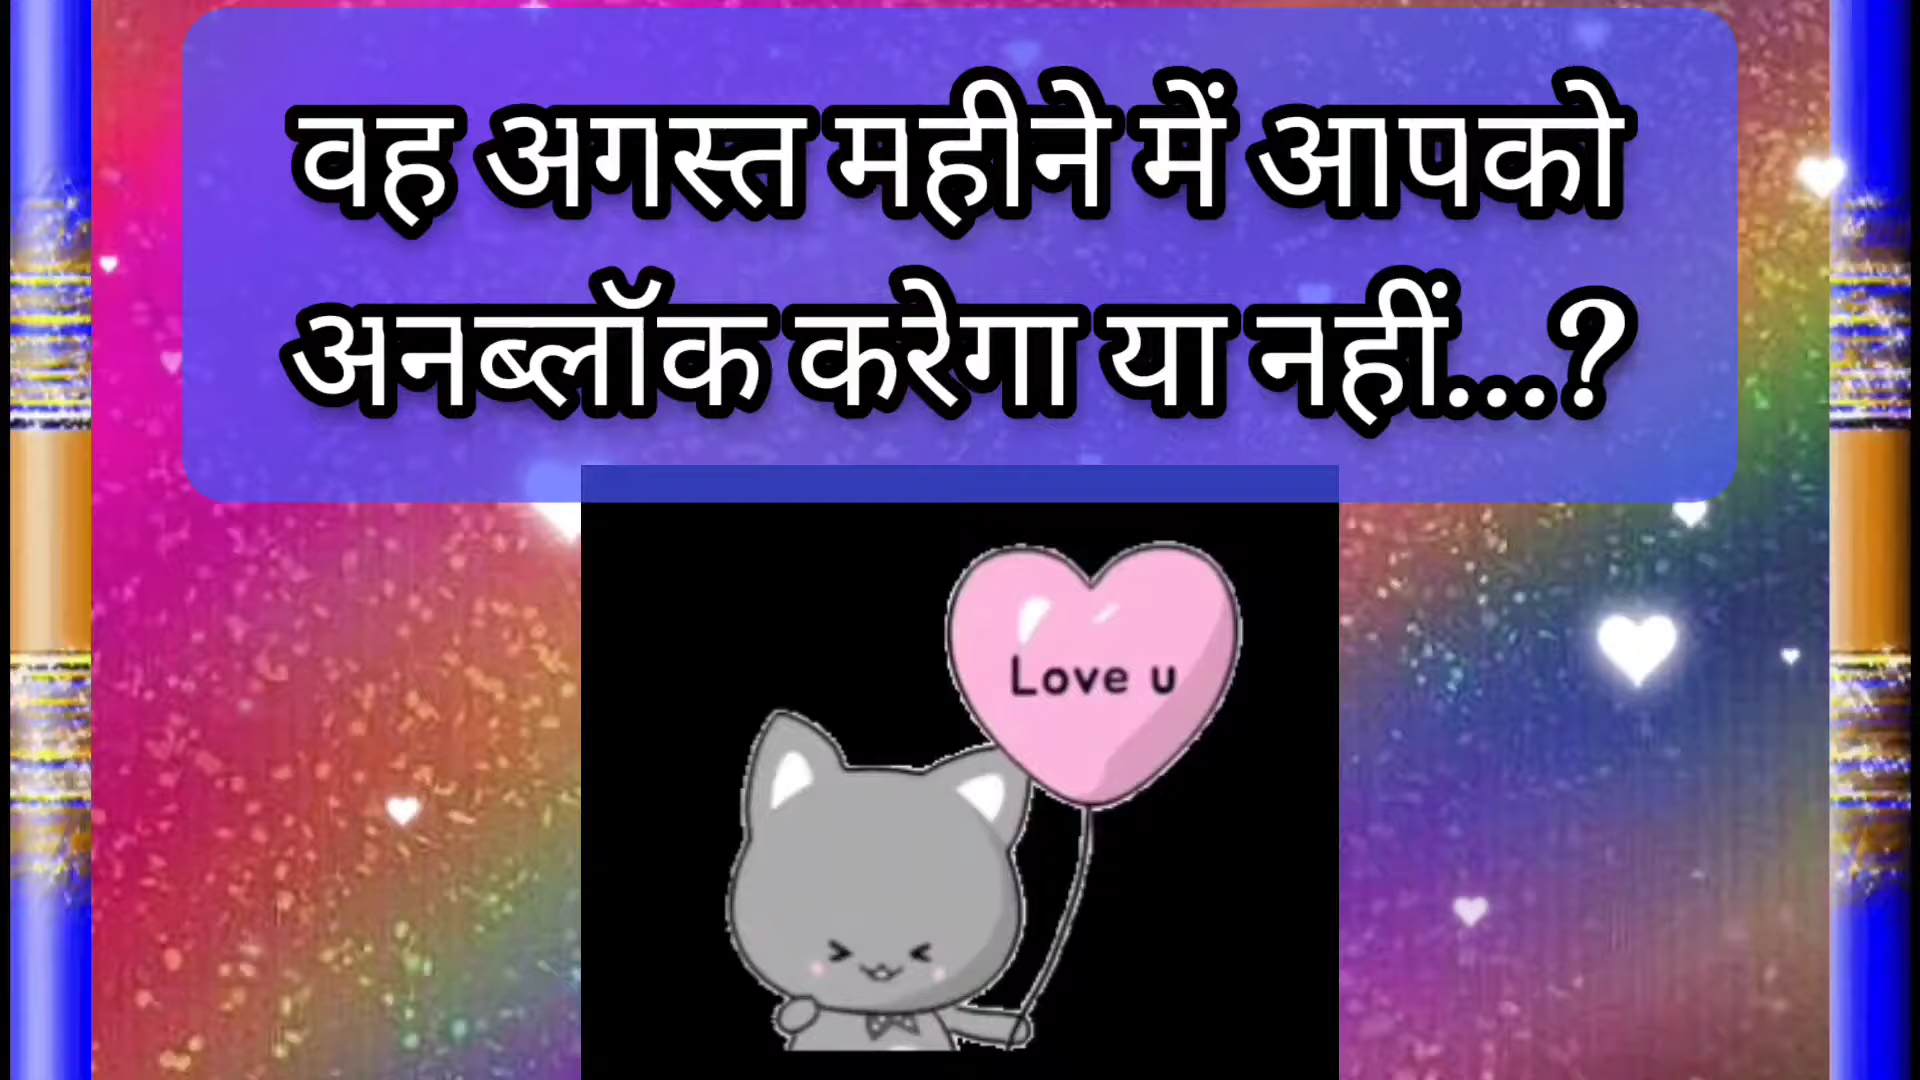 वह अगस्त महीने में आपको
अनब्लॉक करेगा या नहीं...?
Love u